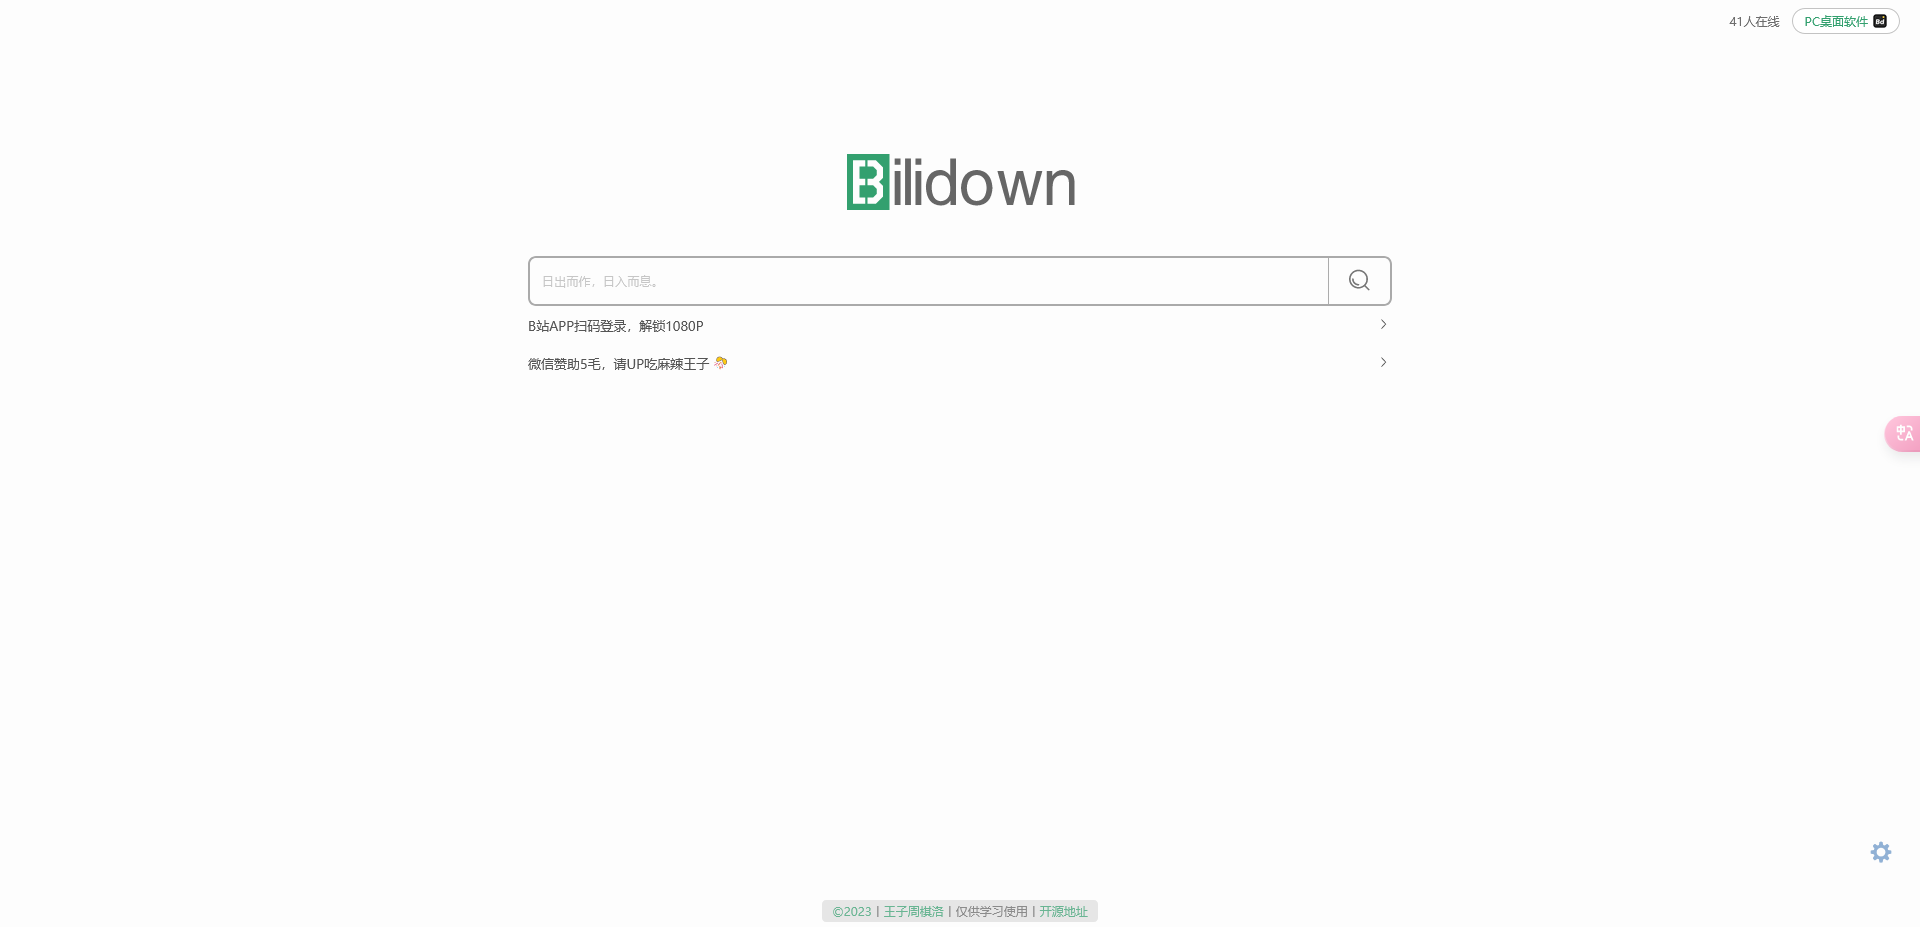 41人在线 PC桌面软件 Bd
Bilidown
日出而作，日入而息。
B站APP扫码登录，解锁1080P
微信赞助5毛，请UP吃麻辣王子
中 A
©2023 | 王子周棋洛 | 仅供学习使用 | 开源地址